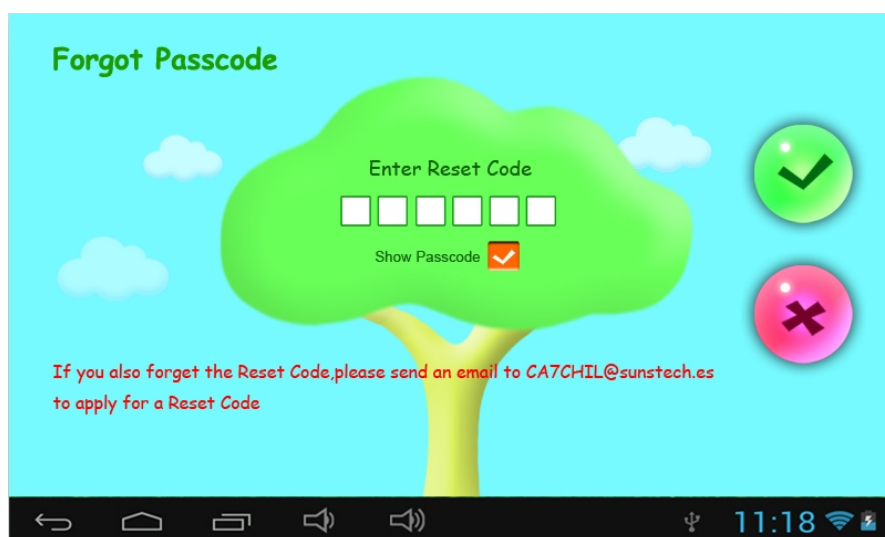 Forgot Passcode
Enter Reset Code
Show Passcode
If you also forget the Reset Code,please send an email to CA7CHIL@sunstech.es
to apply for a Reset Code
11:18